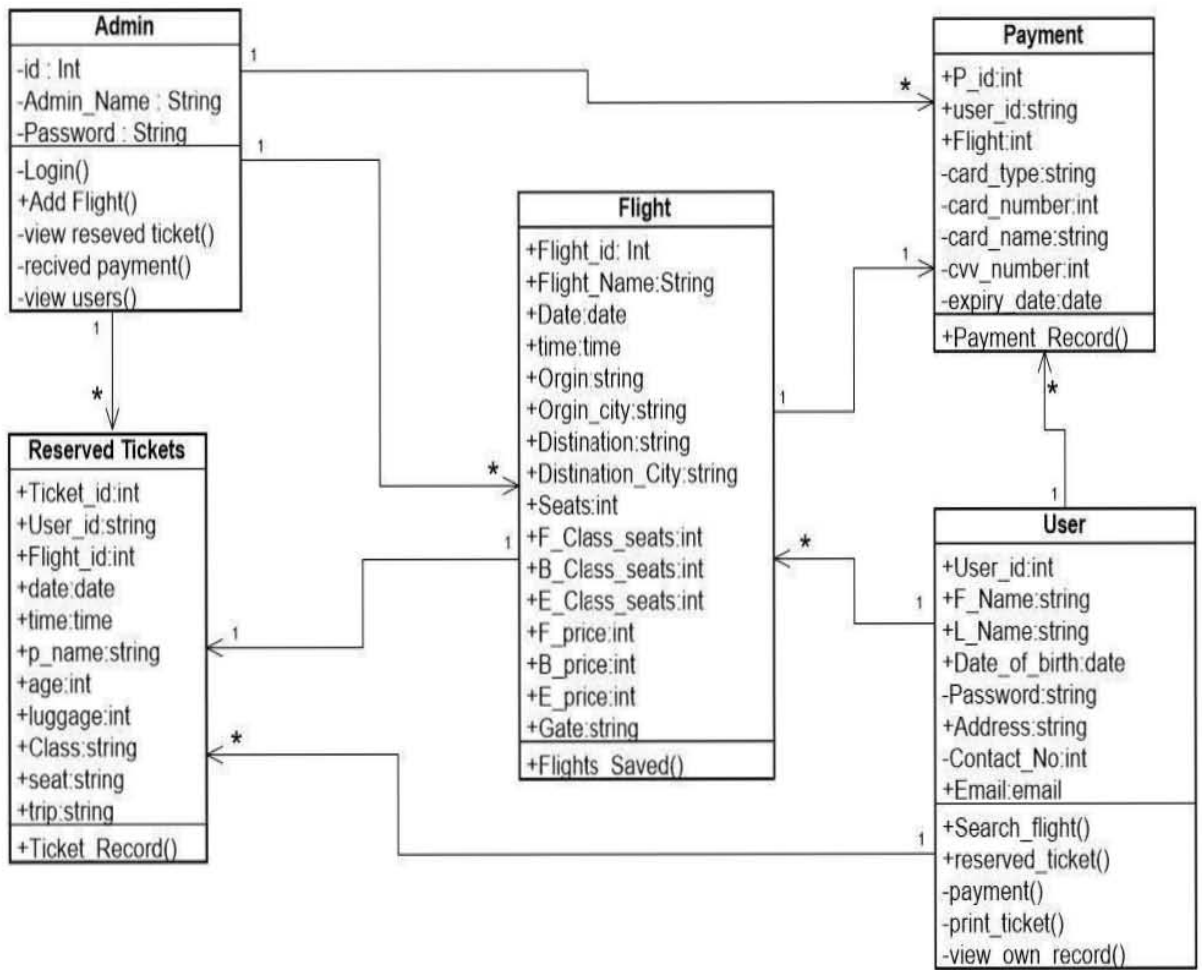 Admin
-id : Int
-Admin_Name : String
-Password : String
-Login()
+Add Flight()
-view reseved ticket()
-recived payment()
-view users()
1
1
1
*
*
*
Payment
+P_id:int
+user_id:string
+Flight:int
-card_type:string
-card_number:int
-card_name:string
-cvv_number:int
-expiry_date:date
+Payment_Record()
Flight
+Flight_id: Int
+Flight_Name:String
+Date:date
+time:time
+Orgin:string
+Orgin_city:string
+Distination:string
+Distination_City:string
+Seats:int
+F_Class_seats:int
+B_Class_seats:int
+E_Class_seats:int
+F_price:int
+B_price:int
+E_price:int
+Gate:string
+Flights_Saved()
1
1
1
1
Reserved Tickets
+Ticket_id:int
+User_id:string
+Flight_id:int
+date:date
+time:time
+p_name:string
+age:int
+luggage:int
+Class:string
+seat:string
+trip:string
+Ticket_Record()
*
*
*
1
1
1
User
+User_id:int
+F_Name:string
+L_Name:string
+Date_of_birth:date
-Password:string
+Address:string
-Contact_No:int
+Email:email
+Search_flight()
+reserved_ticket()
-payment()
-print_ticket()
-view_own_record()